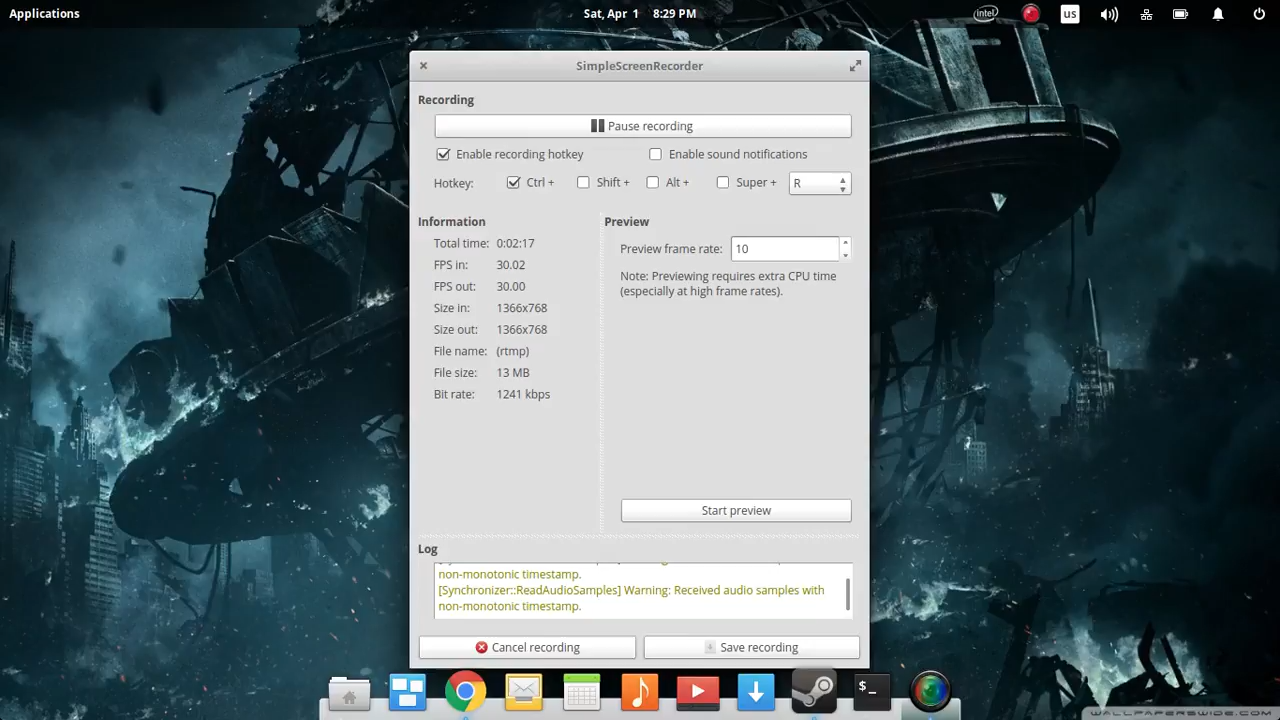 Applications
Sat, Apr 1 8:29 PM
intel
us
SimpleScreenRecorder
Recording
Pause recording
Enable recording hotkey
Enable sound notifications
Hotkey: Ctrl + Shift + Alt + Super + R
Information
Total time: 0:02:17
FPS in: 30.02
FPS out: 30.00
Size in: 1366x768
Size out: 1366x768
File name: (rtmp)
File size: 13 MB
Bit rate: 1241 kbps
Preview
Preview frame rate: 10
Note: Previewing requires extra CPU time
(especially at high frame rates).
Start preview
Log
non-monotonic timestamp.
[Synchronizer::ReadAudioSamples] Warning: Received audio samples with
non-monotonic timestamp.
Cancel recording
Save recording
>_
WALLPAPERSWIDE.COM